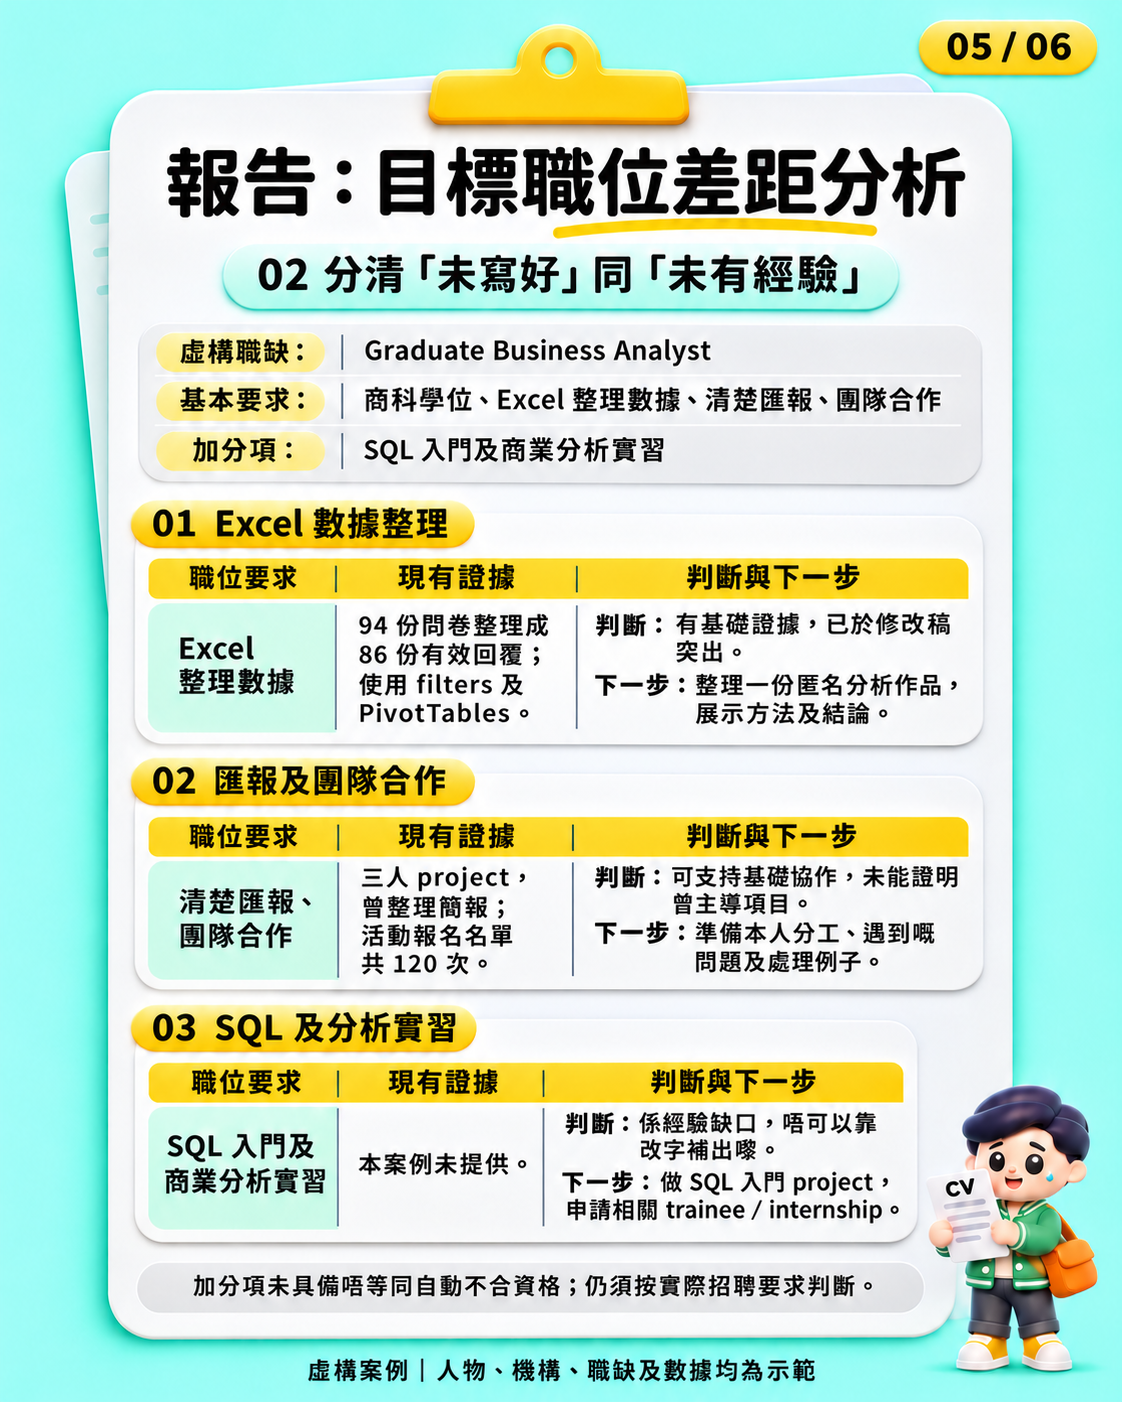 05 / 06
報告：目標職位差距分析
02 分清「未寫好」同「未有經驗」
虛構職缺： Graduate Business Analyst
基本要求： 商科學位、Excel 整理數據、清楚匯報、團隊合作
加分項： SQL 入門及商業分析實習
01 Excel 數據整理
職位要求 現有證據 判斷與下一步
Excel
整理數據
94 份問卷整理成
86 份有效回覆；
使用 filters 及
PivotTables。
判斷：有基礎證據，已於修改稿
突出。
下一步：整理一份匿名分析作品，
展示方法及結論。
02 匯報及團隊合作
職位要求 現有證據 判斷與下一步
清楚匯報、
團隊合作
三人 project，
曾整理簡報；
活動報名名單
共 120 次。
判斷：可支持基礎協作，未能證明
曾主導項目。
下一步：準備本人分工、遇到嘅
問題及處理例子。
03 SQL 及分析實習
職位要求 現有證據 判斷與下一步
SQL 入門及
商業分析實習
本案例未提供。
判斷：係經驗缺口，唔可以靠
改字補出嚟。
下一步：做 SQL 入門 project，
申請相關 trainee / internship。
CV
加分項未具備唔等同自動不合資格；仍須按實際招聘要求判斷。
虛構案例｜人物、機構、職缺及數據均為示範